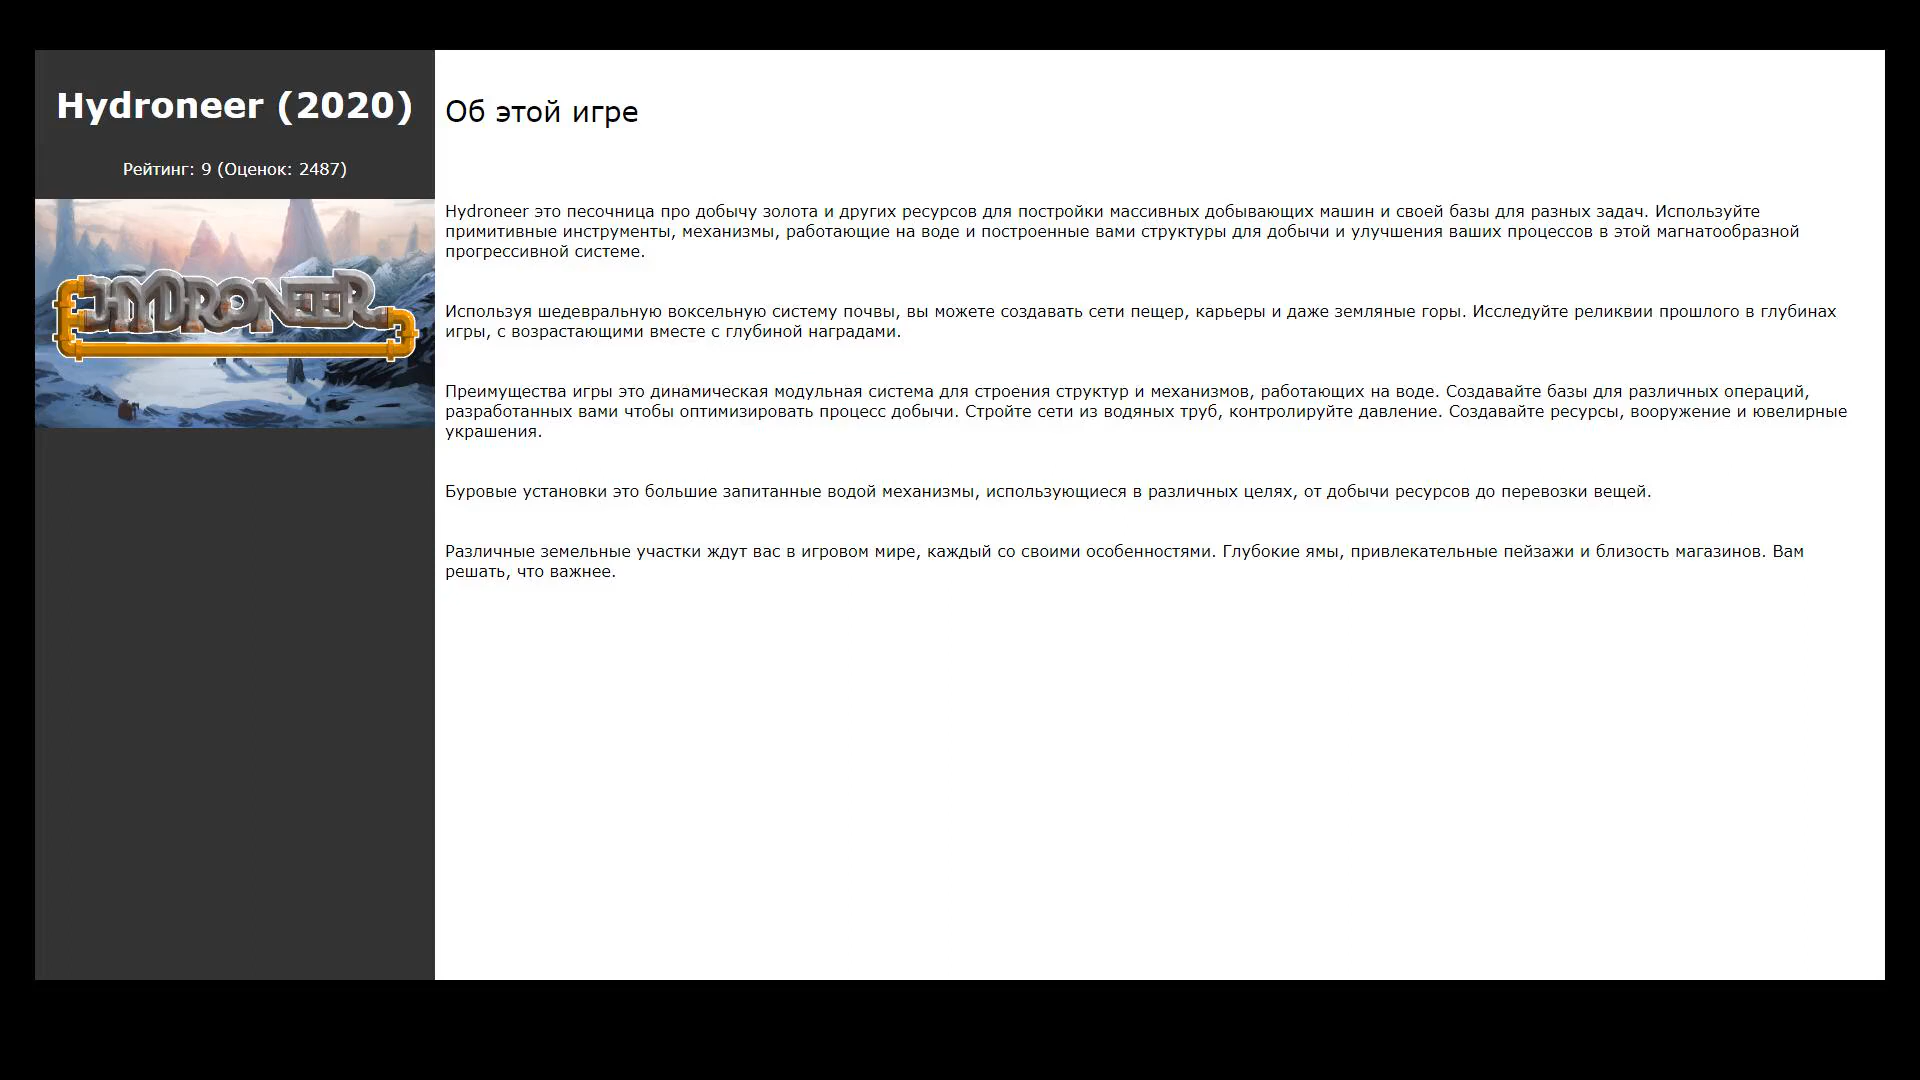 Hydroneer (2020)
Рейтинг: 9 (Оценок: 2487)
HYDRONEER
Об этой игре
Hydroneer это песочница про добычу золота и других ресурсов для постройки массивных добывающих машин и своей базы для разных задач. Используйте
примитивные инструменты, механизмы, работающие на воде и построенные вами структуры для добычи и улучшения ваших процессов в этой магнатообразной
прогрессивной системе.
Используя шедевральную воксельную систему почвы, вы можете создавать сети пещер, карьеры и даже земляные горы. Исследуйте реликвии прошлого в глубинах
игры, с возрастающими вместе с глубиной наградами.
Преимущества игры это динамическая модульная система для строения структур и механизмов, работающих на воде. Создавайте базы для различных операций,
разработанных вами чтобы оптимизировать процесс добычи. Стройте сети из водяных труб, контролируйте давление. Создавайте ресурсы, вооружение и ювелирные
украшения.
Буровые установки это большие запитанные водой механизмы, использующиеся в различных целях, от добычи ресурсов до перевозки вещей.
Различные земельные участки ждут вас в игровом мире, каждый со своими особенностями. Глубокие ямы, привлекательные пейзажи и близость магазинов. Вам
решать, что важнее.